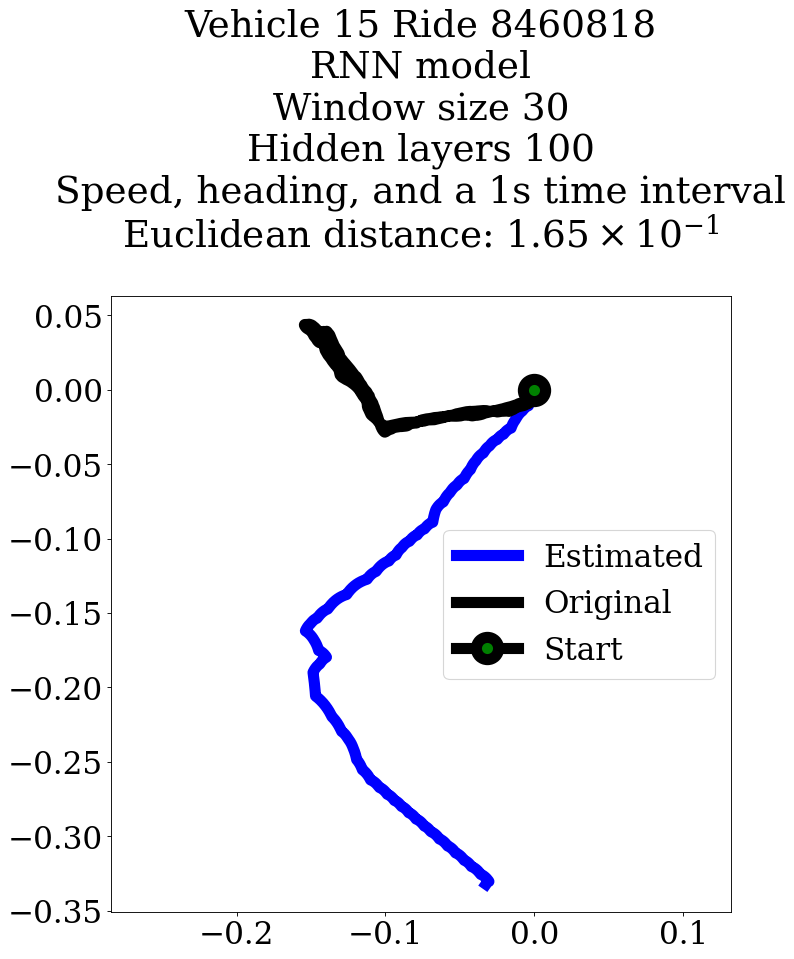 Vehicle 15 Ride 8460818
RNN model
Window size 30
Hidden layers 100
Speed, heading, and a 1s time interval
Euclidean distance: 1.65 × 10⁻¹
0.05
0.00
−0.05
−0.10
−0.15
−0.20
−0.25
−0.30
−0.35
Estimated
Original
Start
−0.2 −0.1 0.0 0.1